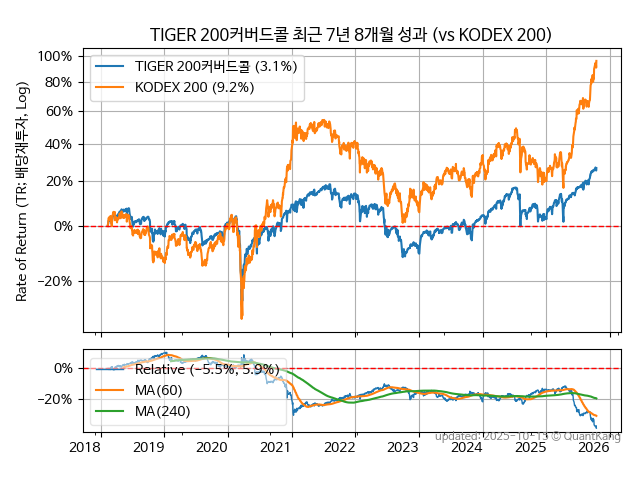 TIGER 200커버드콜 최근 7년 8개월 성과 (vs KODEX 200)
Rate of Return (TR: 배당재투자, Log)
100%
80%
60%
40%
20%
0%
−20%
TIGER 200커버드콜 (3.1%)
KODEX 200 (9.2%)
0%
−20%
Relative (−5.5%, 5.9%)
MA(60)
MA(240)
2018 2019 2020 2021 2022 2023 2024 2025 2026
updated: 2025-10-15 © QuantKang